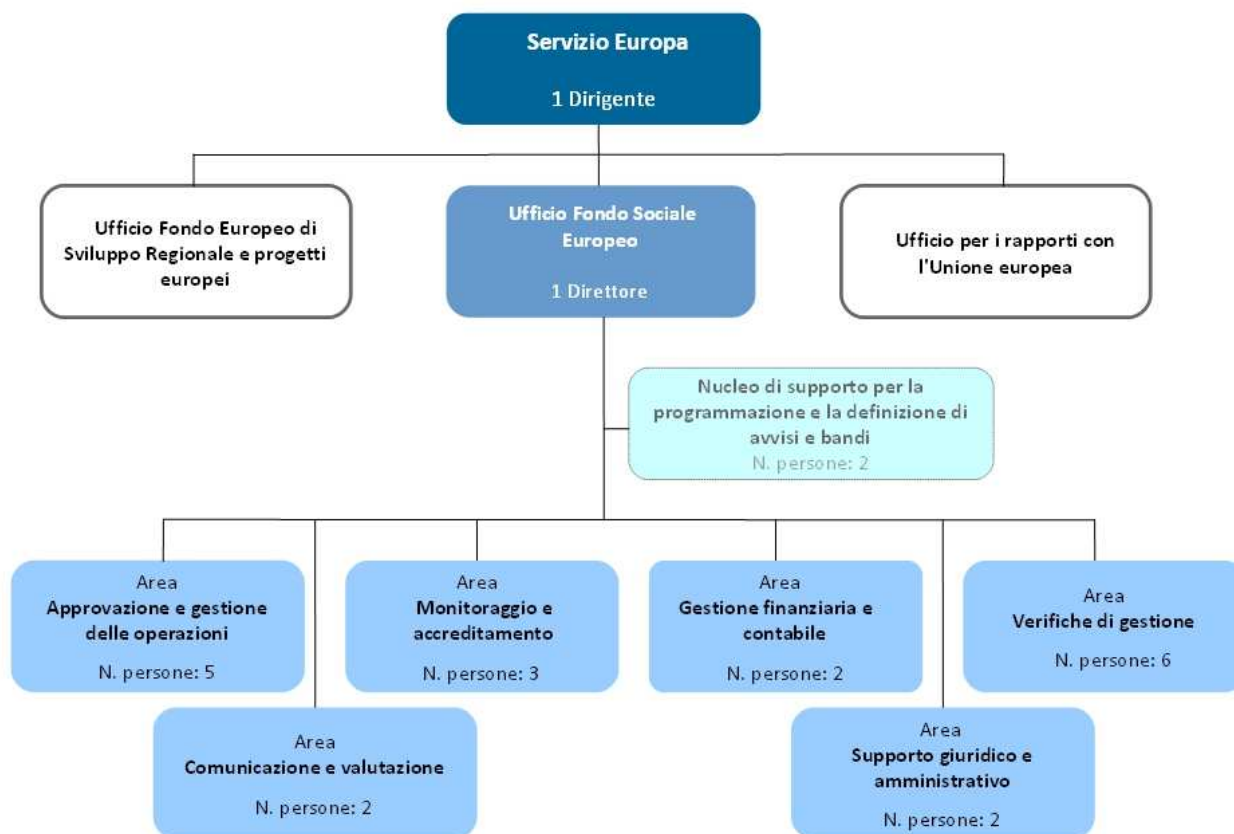 Servizio Europa
1 Dirigente
Ufficio Fondo Europeo di
Sviluppo Regionale e progetti
europei
Ufficio Fondo Sociale
Europeo
1 Direttore
Ufficio per i rapporti con
l'Unione europea
Nucleo di supporto per la
programmazione e la definizione di
avvisi e bandi
N. persone: 2
Area
Approvazione e gestione
delle operazioni
N. persone: 5
Area
Monitoraggio e
accreditamento
N. persone: 3
Area
Gestione finanziaria e
contabile
N. persone: 2
Area
Verifiche di gestione
N. persone: 6
Area
Comunicazione e valutazione
N. persone: 2
Area
Supporto giuridico e
amministrativo
N. persone: 2